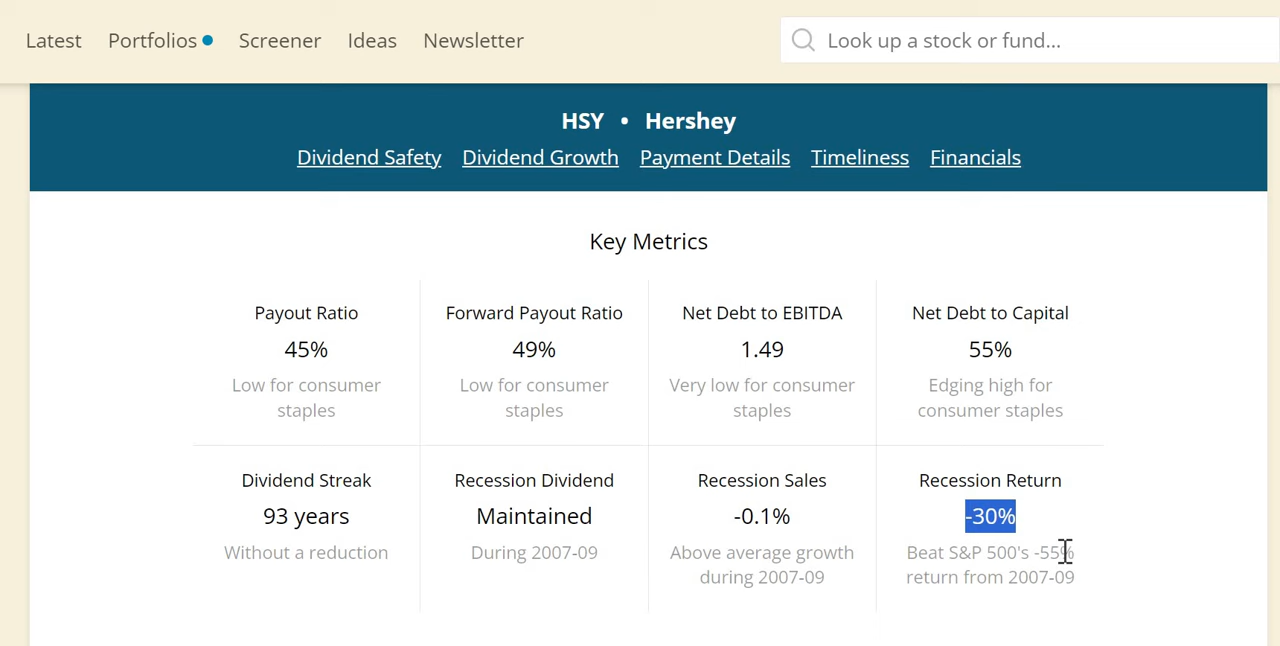 Latest Portfolios Screener Ideas Newsletter Look up a stock or fund...
HSY • Hershey
Dividend Safety Dividend Growth Payment Details Timeliness Financials
Key Metrics
Payout Ratio
45%
Low for consumer
staples
Forward Payout Ratio
49%
Low for consumer
staples
Net Debt to EBITDA
1.49
Very low for consumer
staples
Net Debt to Capital
55%
Edging high for
consumer staples
Dividend Streak
93 years
Without a reduction
Recession Dividend
Maintained
During 2007-09
Recession Sales
-0.1%
Above average growth
during 2007-09
Recession Return
-30%
Beat S&P 500's -55%
return from 2007-09